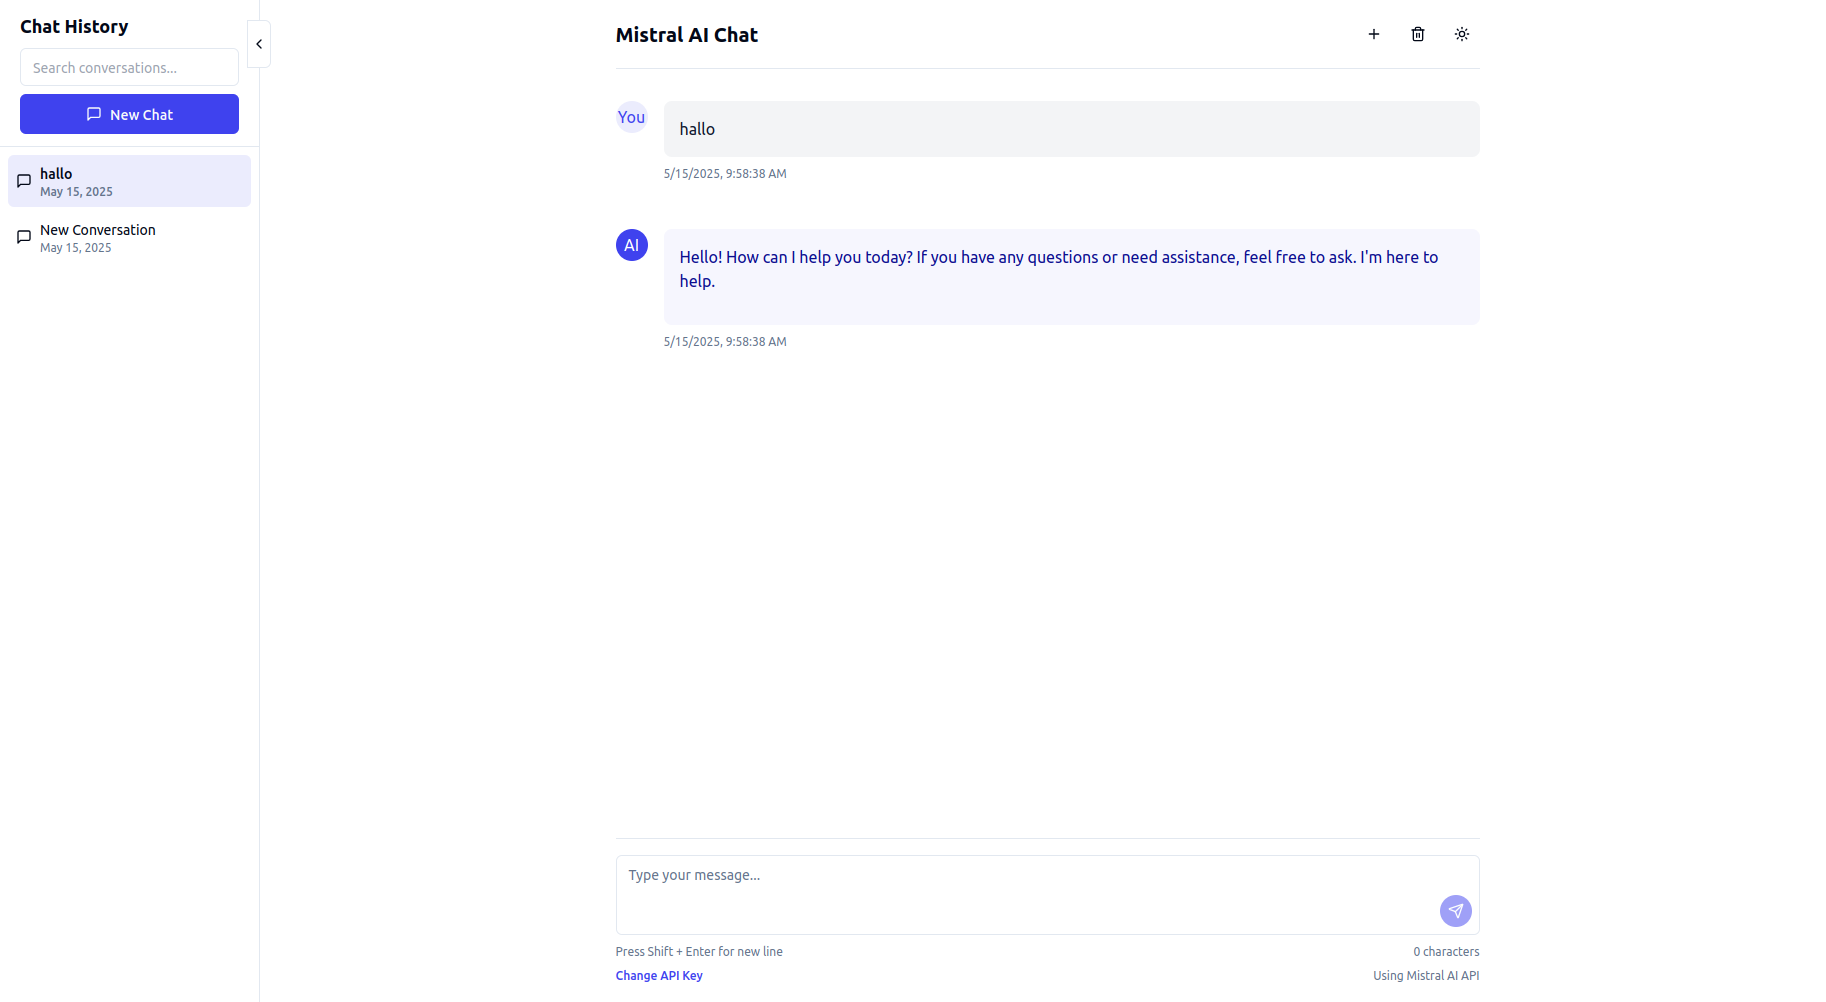 Chat History
Search conversations...
New Chat
hallo
May 15, 2025
New Conversation
May 15, 2025
Mistral AI Chat
You
hallo
5/15/2025, 9:58:38 AM
AI
Hello! How can I help you today? If you have any questions or need assistance, feel free to ask. I'm here to
help.
5/15/2025, 9:58:38 AM
Type your message...
Press Shift + Enter for new line
0 characters
Change API Key
Using Mistral AI API